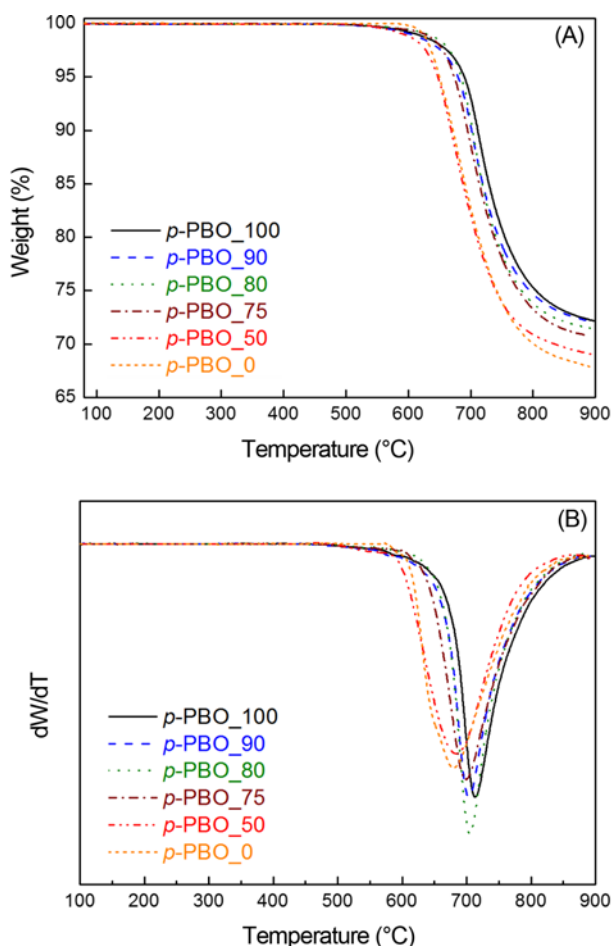 (A)
100
95
90
85
80
75
70
65
Weight (%)
p-PBO_100
p-PBO_90
p-PBO_80
p-PBO_75
p-PBO_50
p-PBO_0
100 200 300 400 500 600 700 800 900
Temperature (°C)
(B)
dW/dT
p-PBO_100
p-PBO_90
p-PBO_80
p-PBO_75
p-PBO_50
p-PBO_0
100 200 300 400 500 600 700 800 900
Temperature (°C)